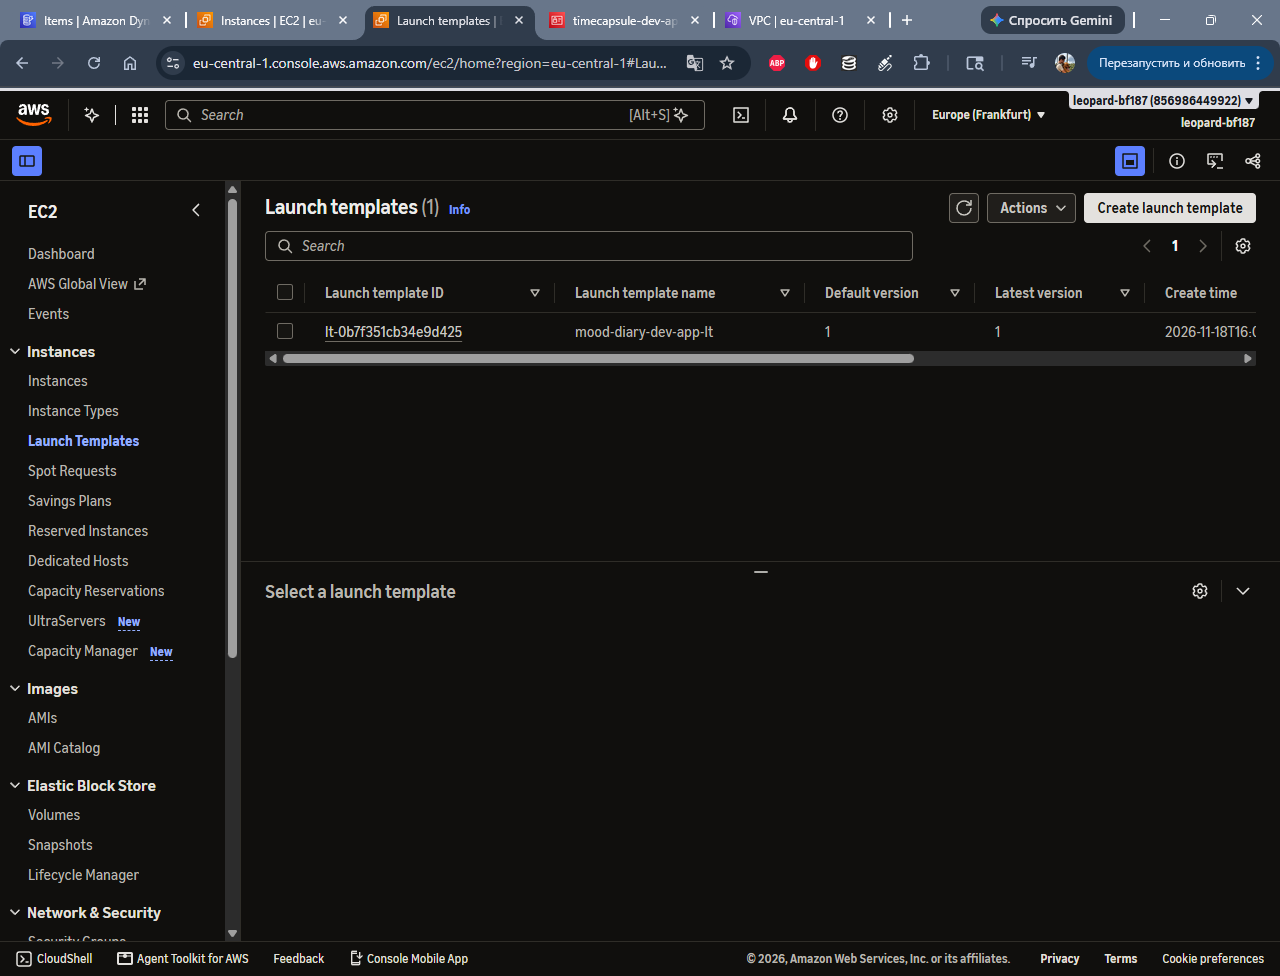 Items | Amazon Dyn
Instances | EC2 | eu-
Launch templates |
timecapsule-dev-ap
VPC | eu-central-1
Спросить Gemini
eu-central-1.console.aws.amazon.com/ec2/home?region=eu-central-1#Lau...
ABP
Перезапустить и обновить
aws
Search
[Alt+S]
Europe (Frankfurt)
leopard-bf187 (856986449922)
leopard-bf187
EC2
Dashboard
AWS Global View
Events
Instances
Instances
Instance Types
Launch Templates
Spot Requests
Savings Plans
Reserved Instances
Dedicated Hosts
Capacity Reservations
UltraServers New
Capacity Manager New
Images
AMIs
AMI Catalog
Elastic Block Store
Volumes
Snapshots
Lifecycle Manager
Network & Security
Security Groups
Launch templates (1) Info
Actions
Create launch template
Search
1
Launch template ID Launch template name Default version Latest version Create time
lt-0b7f351cb34e9d425 mood-diary-dev-app-lt 1 1 2026-11-18T16:0
Select a launch template
CloudShell Agent Toolkit for AWS Feedback Console Mobile App © 2026, Amazon Web Services, Inc. or its affiliates. Privacy Terms Cookie preferences